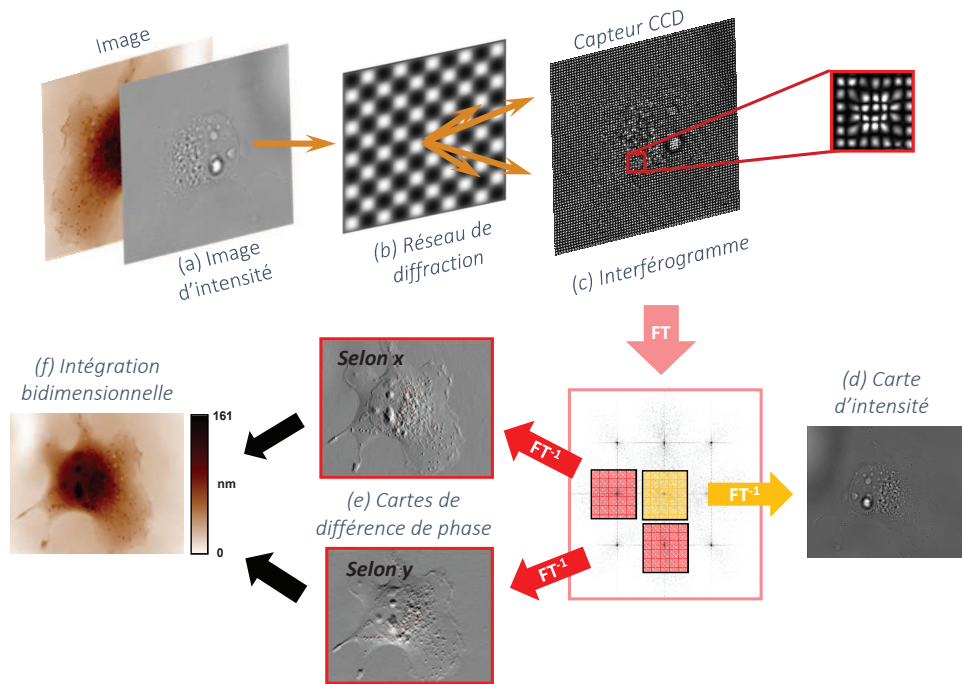 Image
Capteur CCD
(a) Image
d’intensité
(b) Réseau de
diffraction
(c) Interférogramme
FT
(f) Intégration
bidimensionnelle
161
nm
0
Selon x
FT-1
(e) Cartes de
différence de phase
Selon y
FT-1
FT-1
(d) Carte
d’intensité